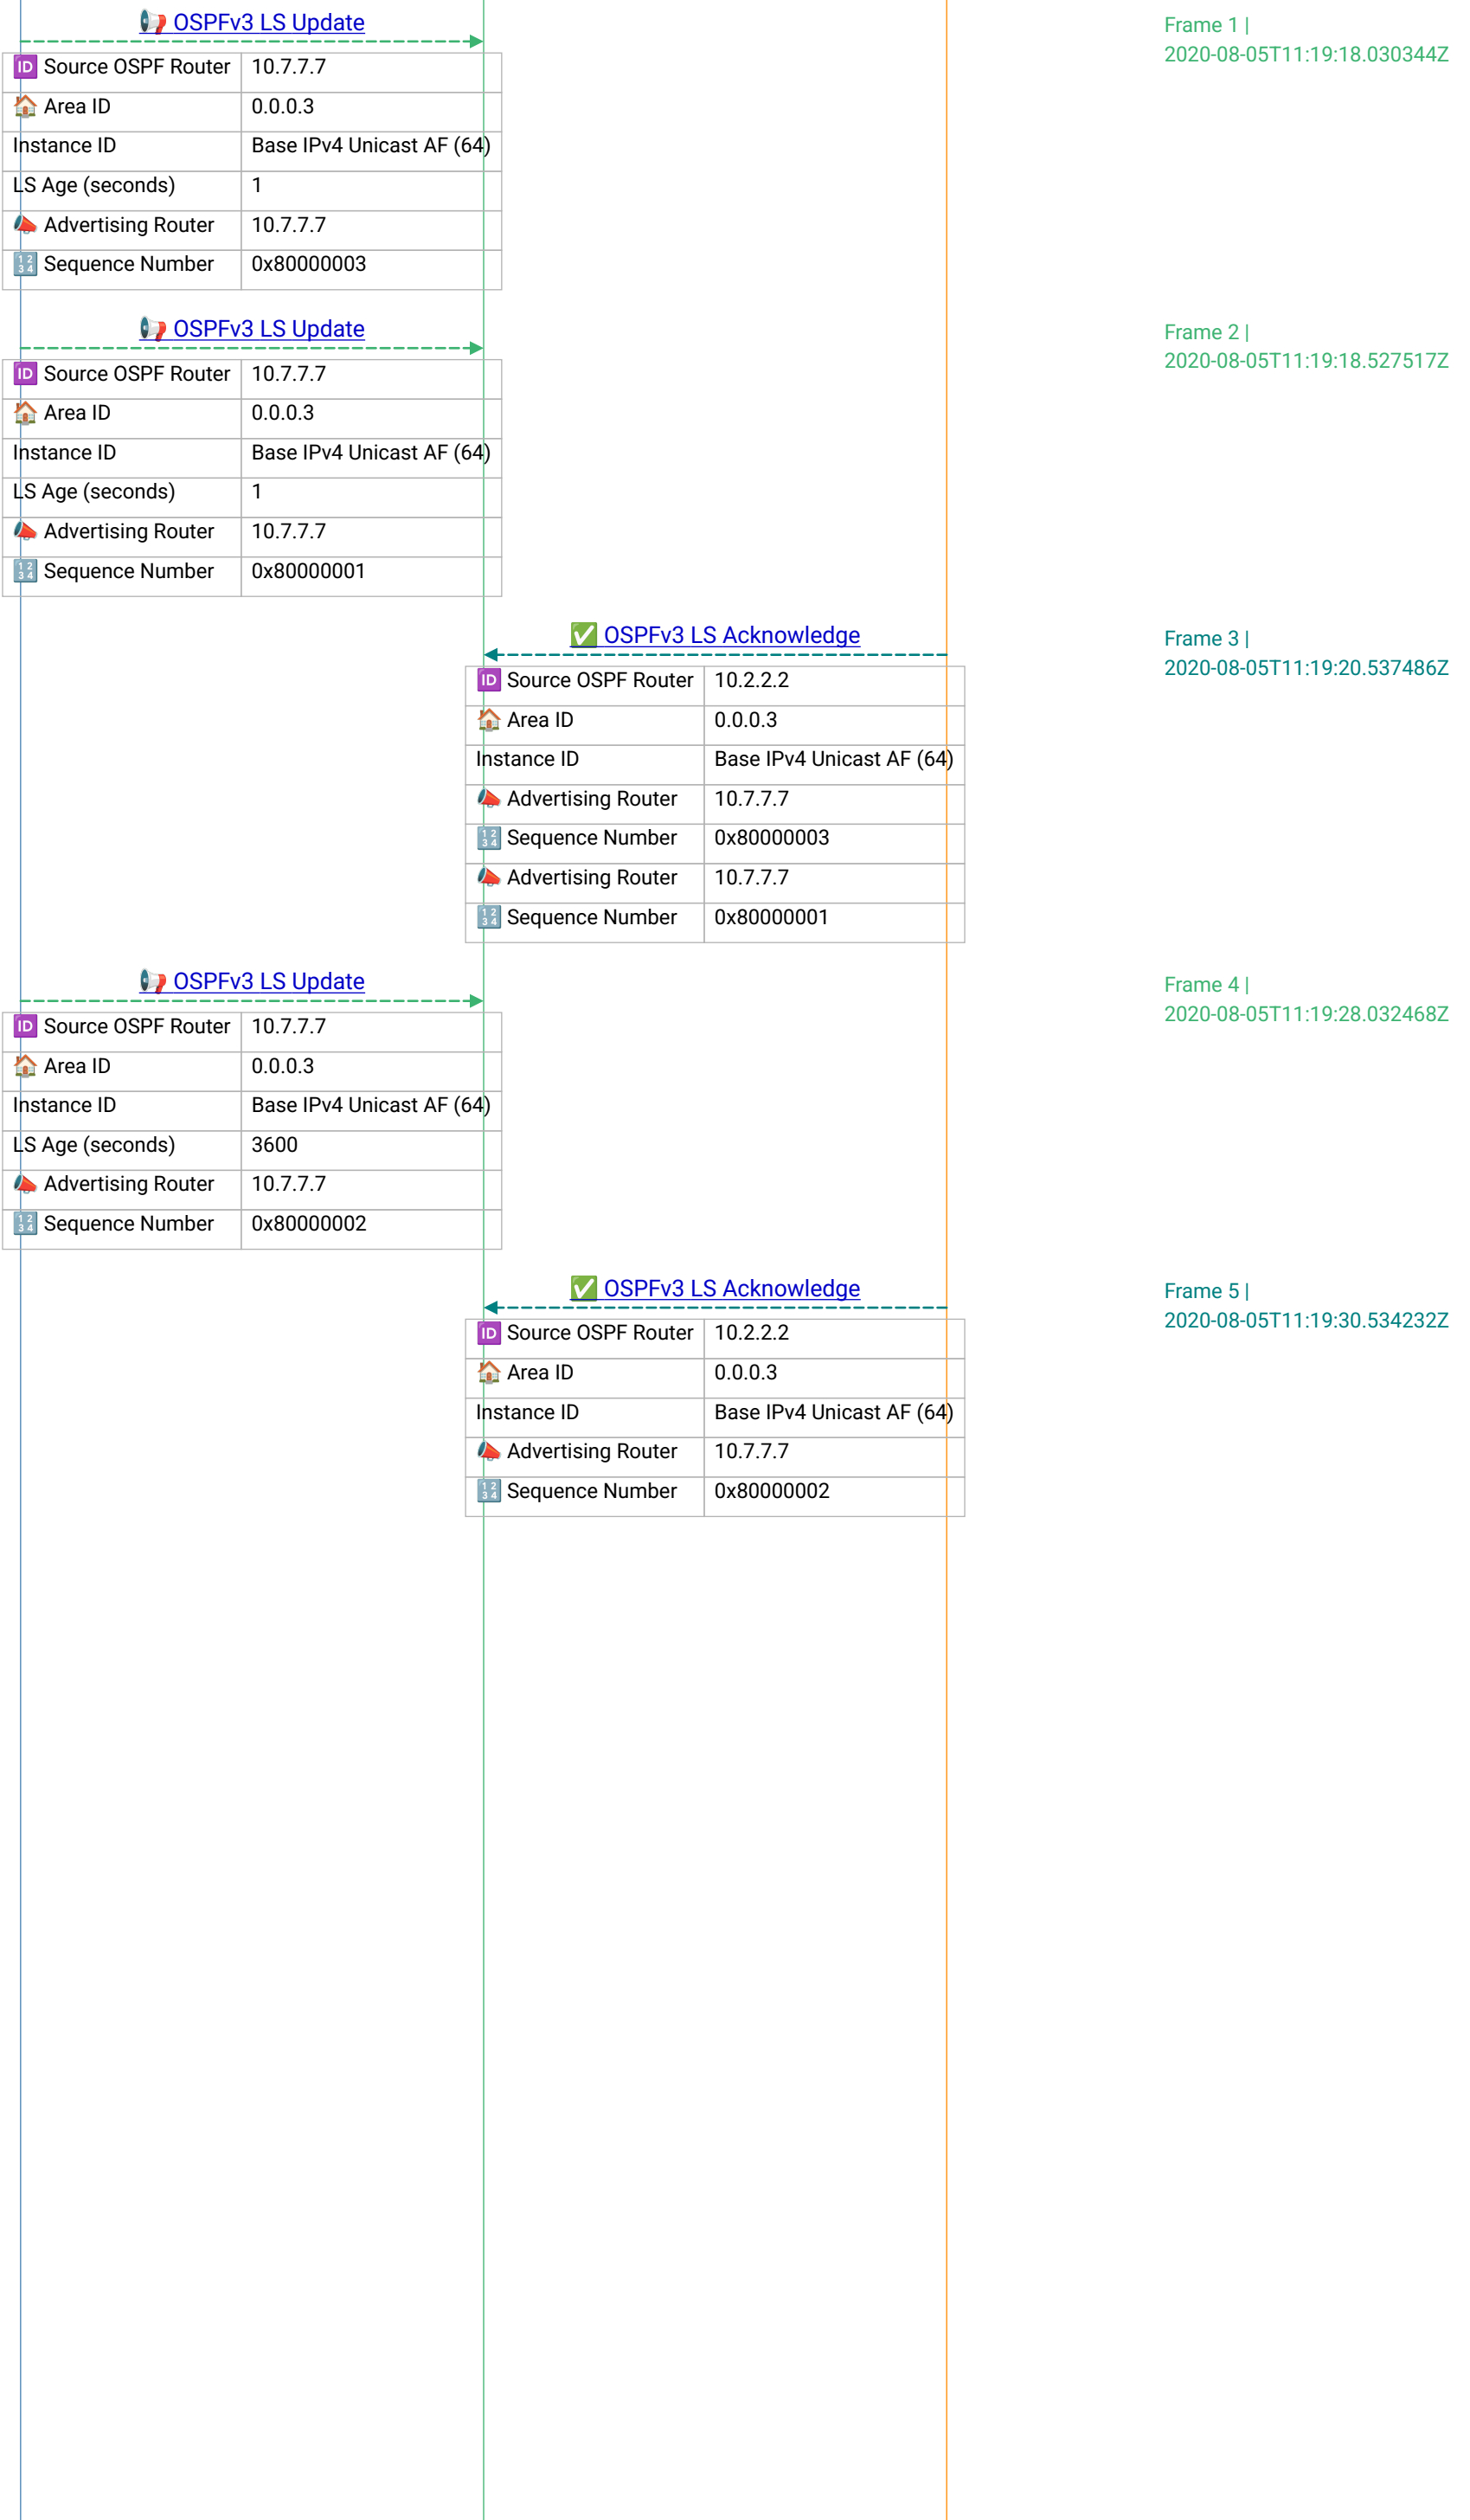 OSPFv3 LS Update
Frame 1 |
2020-08-05T11:19:18.030344Z
Source OSPF Router 10.7.7.7
Area ID 0.0.0.3
Instance ID Base IPv4 Unicast AF (64)
LS Age (seconds) 1
Advertising Router 10.7.7.7
Sequence Number 0x80000003
OSPFv3 LS Update
Frame 2 |
2020-08-05T11:19:18.527517Z
Source OSPF Router 10.7.7.7
Area ID 0.0.0.3
Instance ID Base IPv4 Unicast AF (64)
LS Age (seconds) 1
Advertising Router 10.7.7.7
Sequence Number 0x80000001
OSPFv3 LS Acknowledge
Frame 3 |
2020-08-05T11:19:20.537486Z
Source OSPF Router 10.2.2.2
Area ID 0.0.0.3
Instance ID Base IPv4 Unicast AF (64)
Advertising Router 10.7.7.7
Sequence Number 0x80000003
Advertising Router 10.7.7.7
Sequence Number 0x80000001
OSPFv3 LS Update
Frame 4 |
2020-08-05T11:19:28.032468Z
Source OSPF Router 10.7.7.7
Area ID 0.0.0.3
Instance ID Base IPv4 Unicast AF (64)
LS Age (seconds) 3600
Advertising Router 10.7.7.7
Sequence Number 0x80000002
OSPFv3 LS Acknowledge
Frame 5 |
2020-08-05T11:19:30.534232Z
Source OSPF Router 10.2.2.2
Area ID 0.0.0.3
Instance ID Base IPv4 Unicast AF (64)
Advertising Router 10.7.7.7
Sequence Number 0x80000002